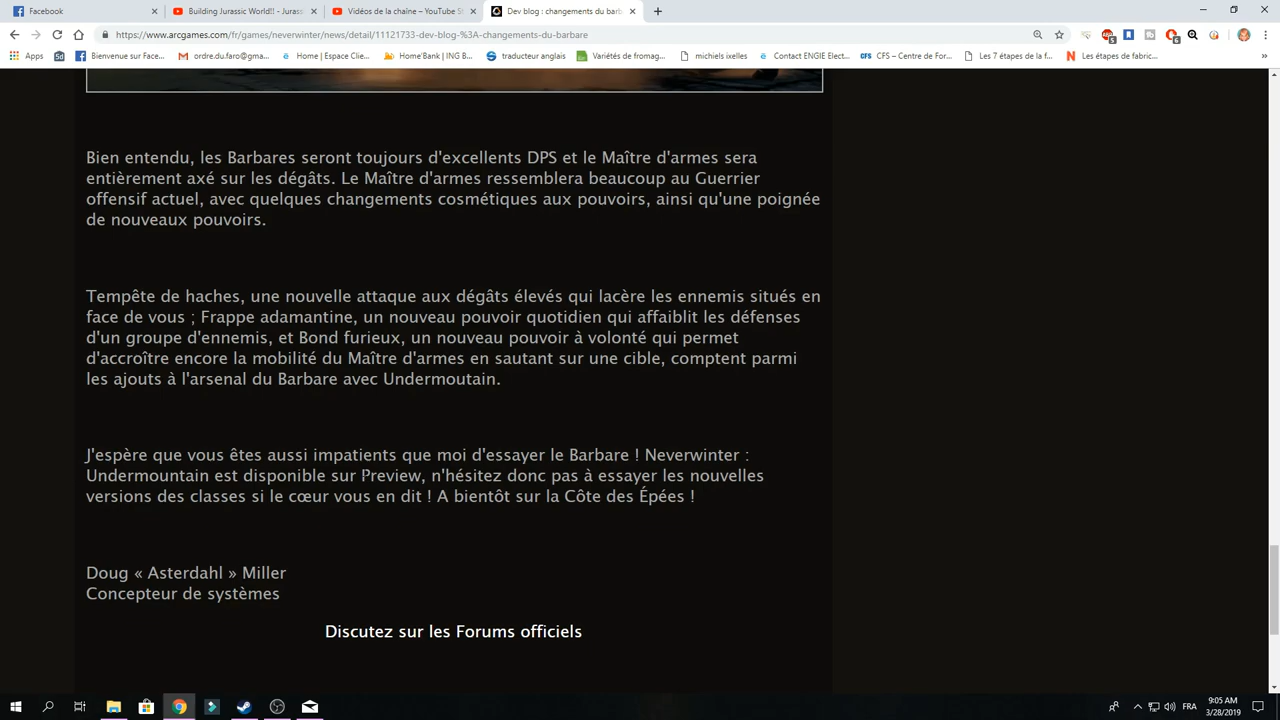 Facebook
Building Jurassic World!! - Jurass
Vidéos de la chaîne – YouTube St
Dev blog : changements du barb
https://www.arcgames.com/fr/games/neverwinter/news/detail/11121733-dev-blog-%3A-changements-du-barbare
Apps
Bienvenue sur Face...
ordre.du.faro@gma...
Home | Espace Clie...
Home'Bank | ING B...
traducteur anglais
Variétés de fromag...
michiels ixelles
Contact ENGIE Elect...
CFS – Centre de For...
Les 7 étapes de la f...
Les étapes de fabric...
»
Bien entendu, les Barbares seront toujours d'excellents DPS et le Maître d'armes sera
entièrement axé sur les dégâts. Le Maître d'armes ressemblera beaucoup au Guerrier
offensif actuel, avec quelques changements cosmétiques aux pouvoirs, ainsi qu'une poignée
de nouveaux pouvoirs.
Tempête de haches, une nouvelle attaque aux dégâts élevés qui lacère les ennemis situés en
face de vous ; Frappe adamantine, un nouveau pouvoir quotidien qui affaiblit les défenses
d'un groupe d'ennemis, et Bond furieux, un nouveau pouvoir à volonté qui permet
d'accroître encore la mobilité du Maître d'armes en sautant sur une cible, comptent parmi
les ajouts à l'arsenal du Barbare avec Undermoutain.
J'espère que vous êtes aussi impatients que moi d'essayer le Barbare ! Neverwinter :
Undermountain est disponible sur Preview, n'hésitez donc pas à essayer les nouvelles
versions des classes si le cœur vous en dit ! A bientôt sur la Côte des Épées !
Doug « Asterdahl » Miller
Concepteur de systèmes
Discutez sur les Forums officiels
FRA
9:05 AM
3/28/2019